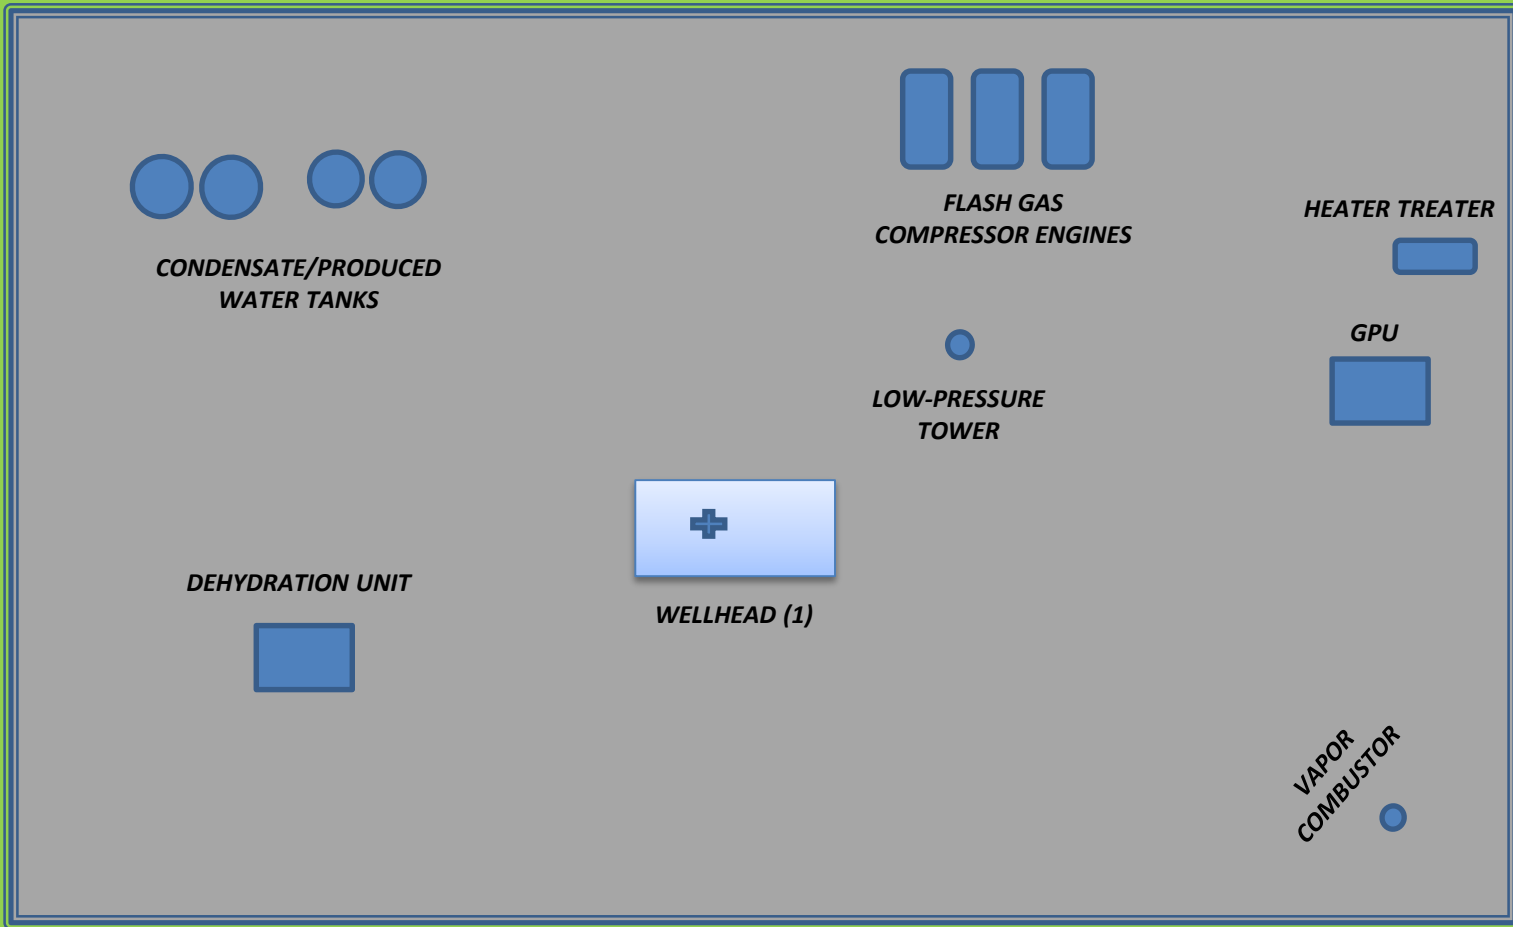 FLASH GAS
COMPRESSOR ENGINES
HEATER TREATER
CONDENSATE/PRODUCED
WATER TANKS
GPU
LOW-PRESSURE
TOWER
DEHYDRATION UNIT
WELLHEAD (1)
VAPOR
COMBUSTOR